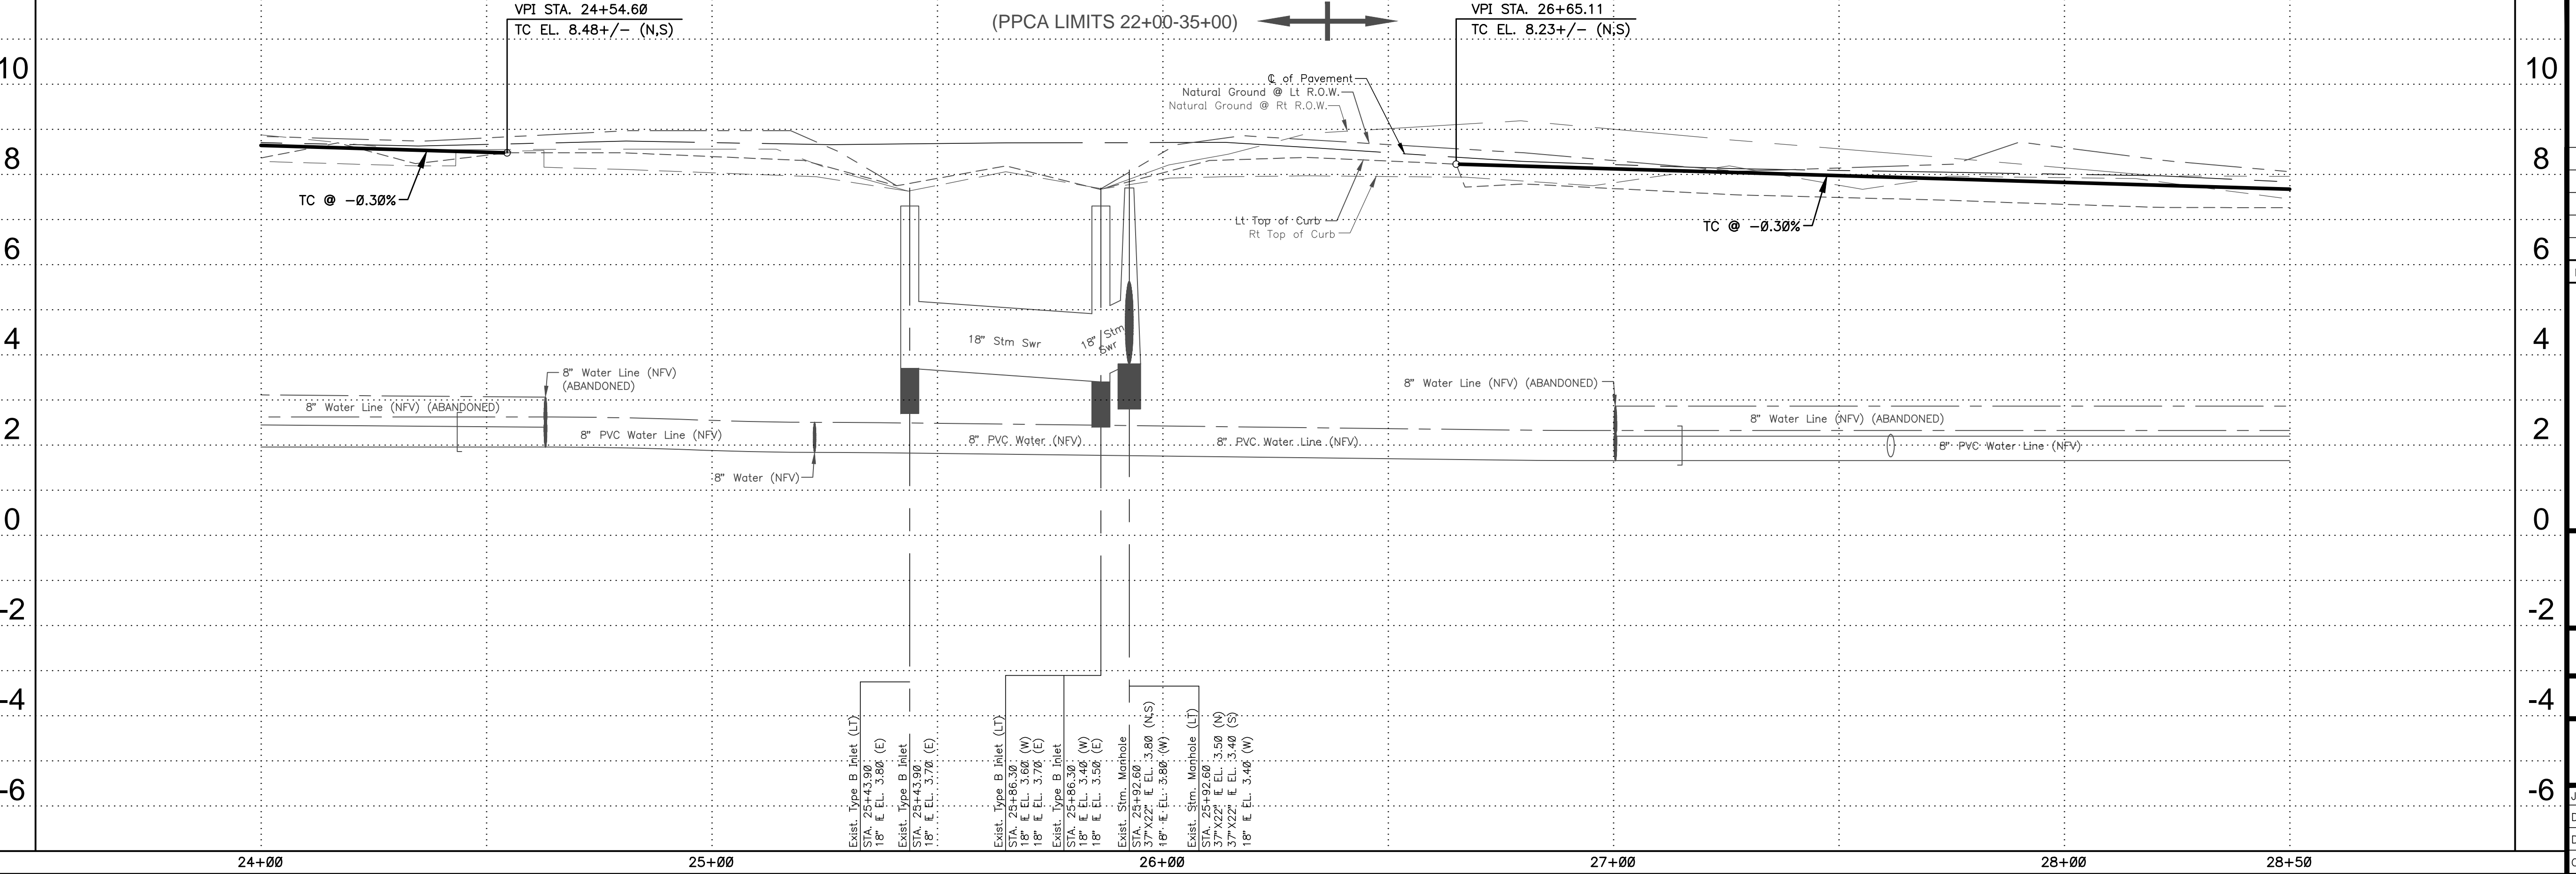 VPI STA. 24+54.60
TC EL. 8.48+/- (N,S)
(PPCA LIMITS 22+00-35+00)
VPI STA. 26+65.11
TC EL. 8.23+/- (N,S)
10
10
℄ of Pavement
Natural Ground @ Lt R.O.W.
Natural Ground @ Rt R.O.W.
8
8
TC @ -0.30%
Lt Top of Curb
Rt Top of Curb
TC @ -0.30%
6
6
4
4
18" Stm Swr
18" Stm
Swr
8" Water Line (NFV)
(ABANDONED)
8" Water Line (NFV) (ABANDONED)
8" Water Line (NFV) (ABANDONED)
8" Water Line (NFV) (ABANDONED)
2
2
8" PVC Water Line (NFV)
8" PVC Water (NFV)
8" PVC Water Line (NFV)
8" PVC Water Line (NFV)
8" Water (NFV)
0
0
-2
-2
-4
-4
-6
-6
Exist. Type B Inlet (LT)
STA. 25+43.90
18" IE EL. 3.80 (E)
Exist. Type B Inlet
STA. 25+43.90
18" IE EL. 3.70 (E)
Exist. Type B Inlet (LT)
STA. 25+86.30
18" IE EL. 3.60 (W)
18" IE EL. 3.70 (E)
Exist. Type B Inlet
STA. 25+86.30
18" IE EL. 3.40 (W)
18" IE EL. 3.50 (E)
Exist. Stm. Manhole
STA. 25+92.60
37"X22" IE EL. 3.80 (N,S)
18" IE EL. 3.80 (W)
Exist. Stm. Manhole (LT)
STA. 25+92.60
37"X22" IE EL. 3.50 (N)
37"X22" IE EL. 3.40 (S)
18" IE EL. 3.40 (W)
24+00
25+00
26+00
27+00
28+00
28+50